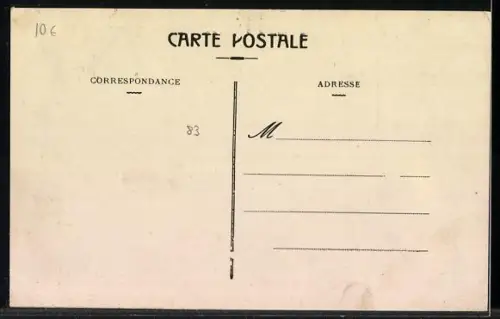 10€
CARTE POSTALE
CORRESPONDANCE
ADRESSE
83
M